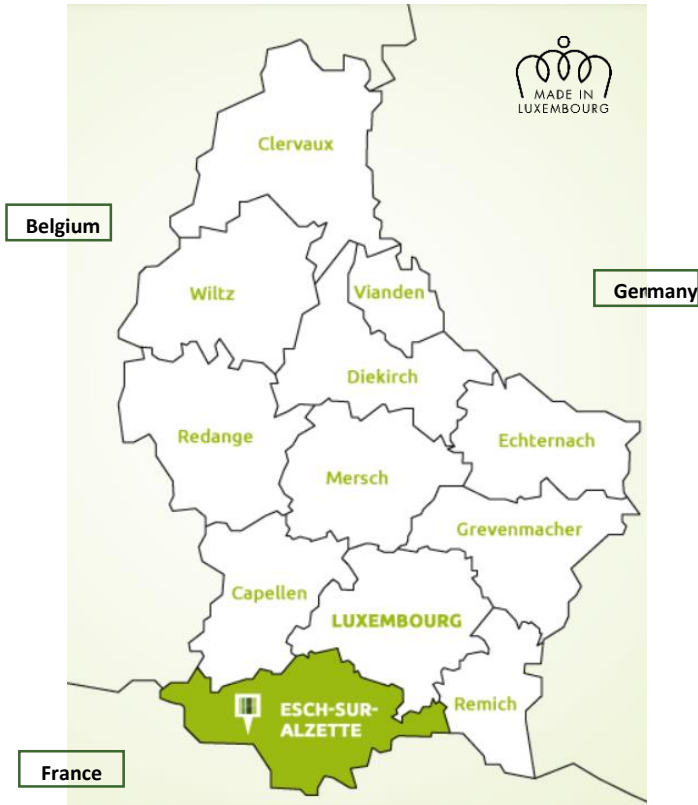 MADE IN
LUXEMBOURG
Clervaux
Belgium
Wiltz
Vianden
Germany
Diekirch
Redange
Echternach
Mersch
Grevenmacher
Capellen
LUXEMBOURG
ESCH-SUR-
ALZETTE
Remich
France